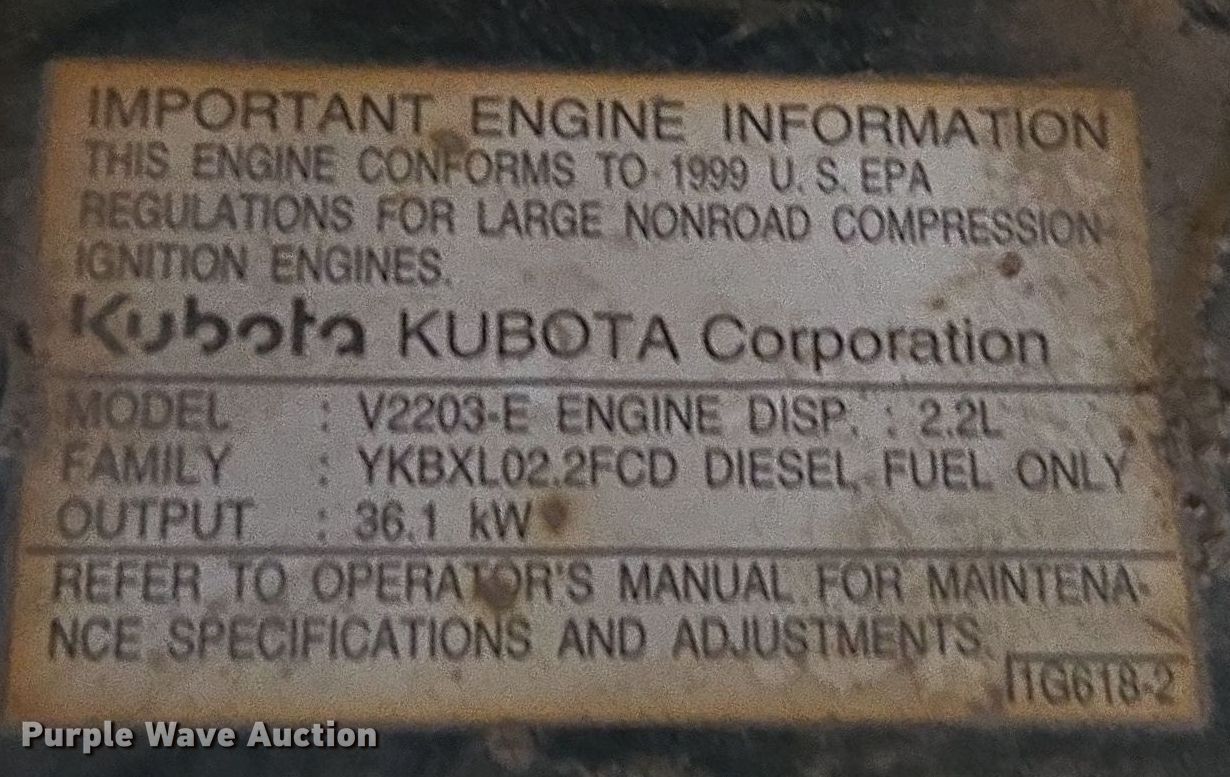 IMPORTANT ENGINE INFORMATION
THIS ENGINE CONFORMS TO 1999 U.S. EPA
REGULATIONS FOR LARGE NONROAD COMPRESSION
IGNITION ENGINES.
Kubota KUBOTA Corporation
MODEL : V2203-E ENGINE DISP. : 2.2L
FAMILY : YKBXL02.2FCD DIESEL FUEL ONLY
OUTPUT : 36.1 kW
REFER TO OPERATOR'S MANUAL FOR MAINTENA-
NCE SPECIFICATIONS AND ADJUSTMENTS.
1G618-2
Purple Wave Auction